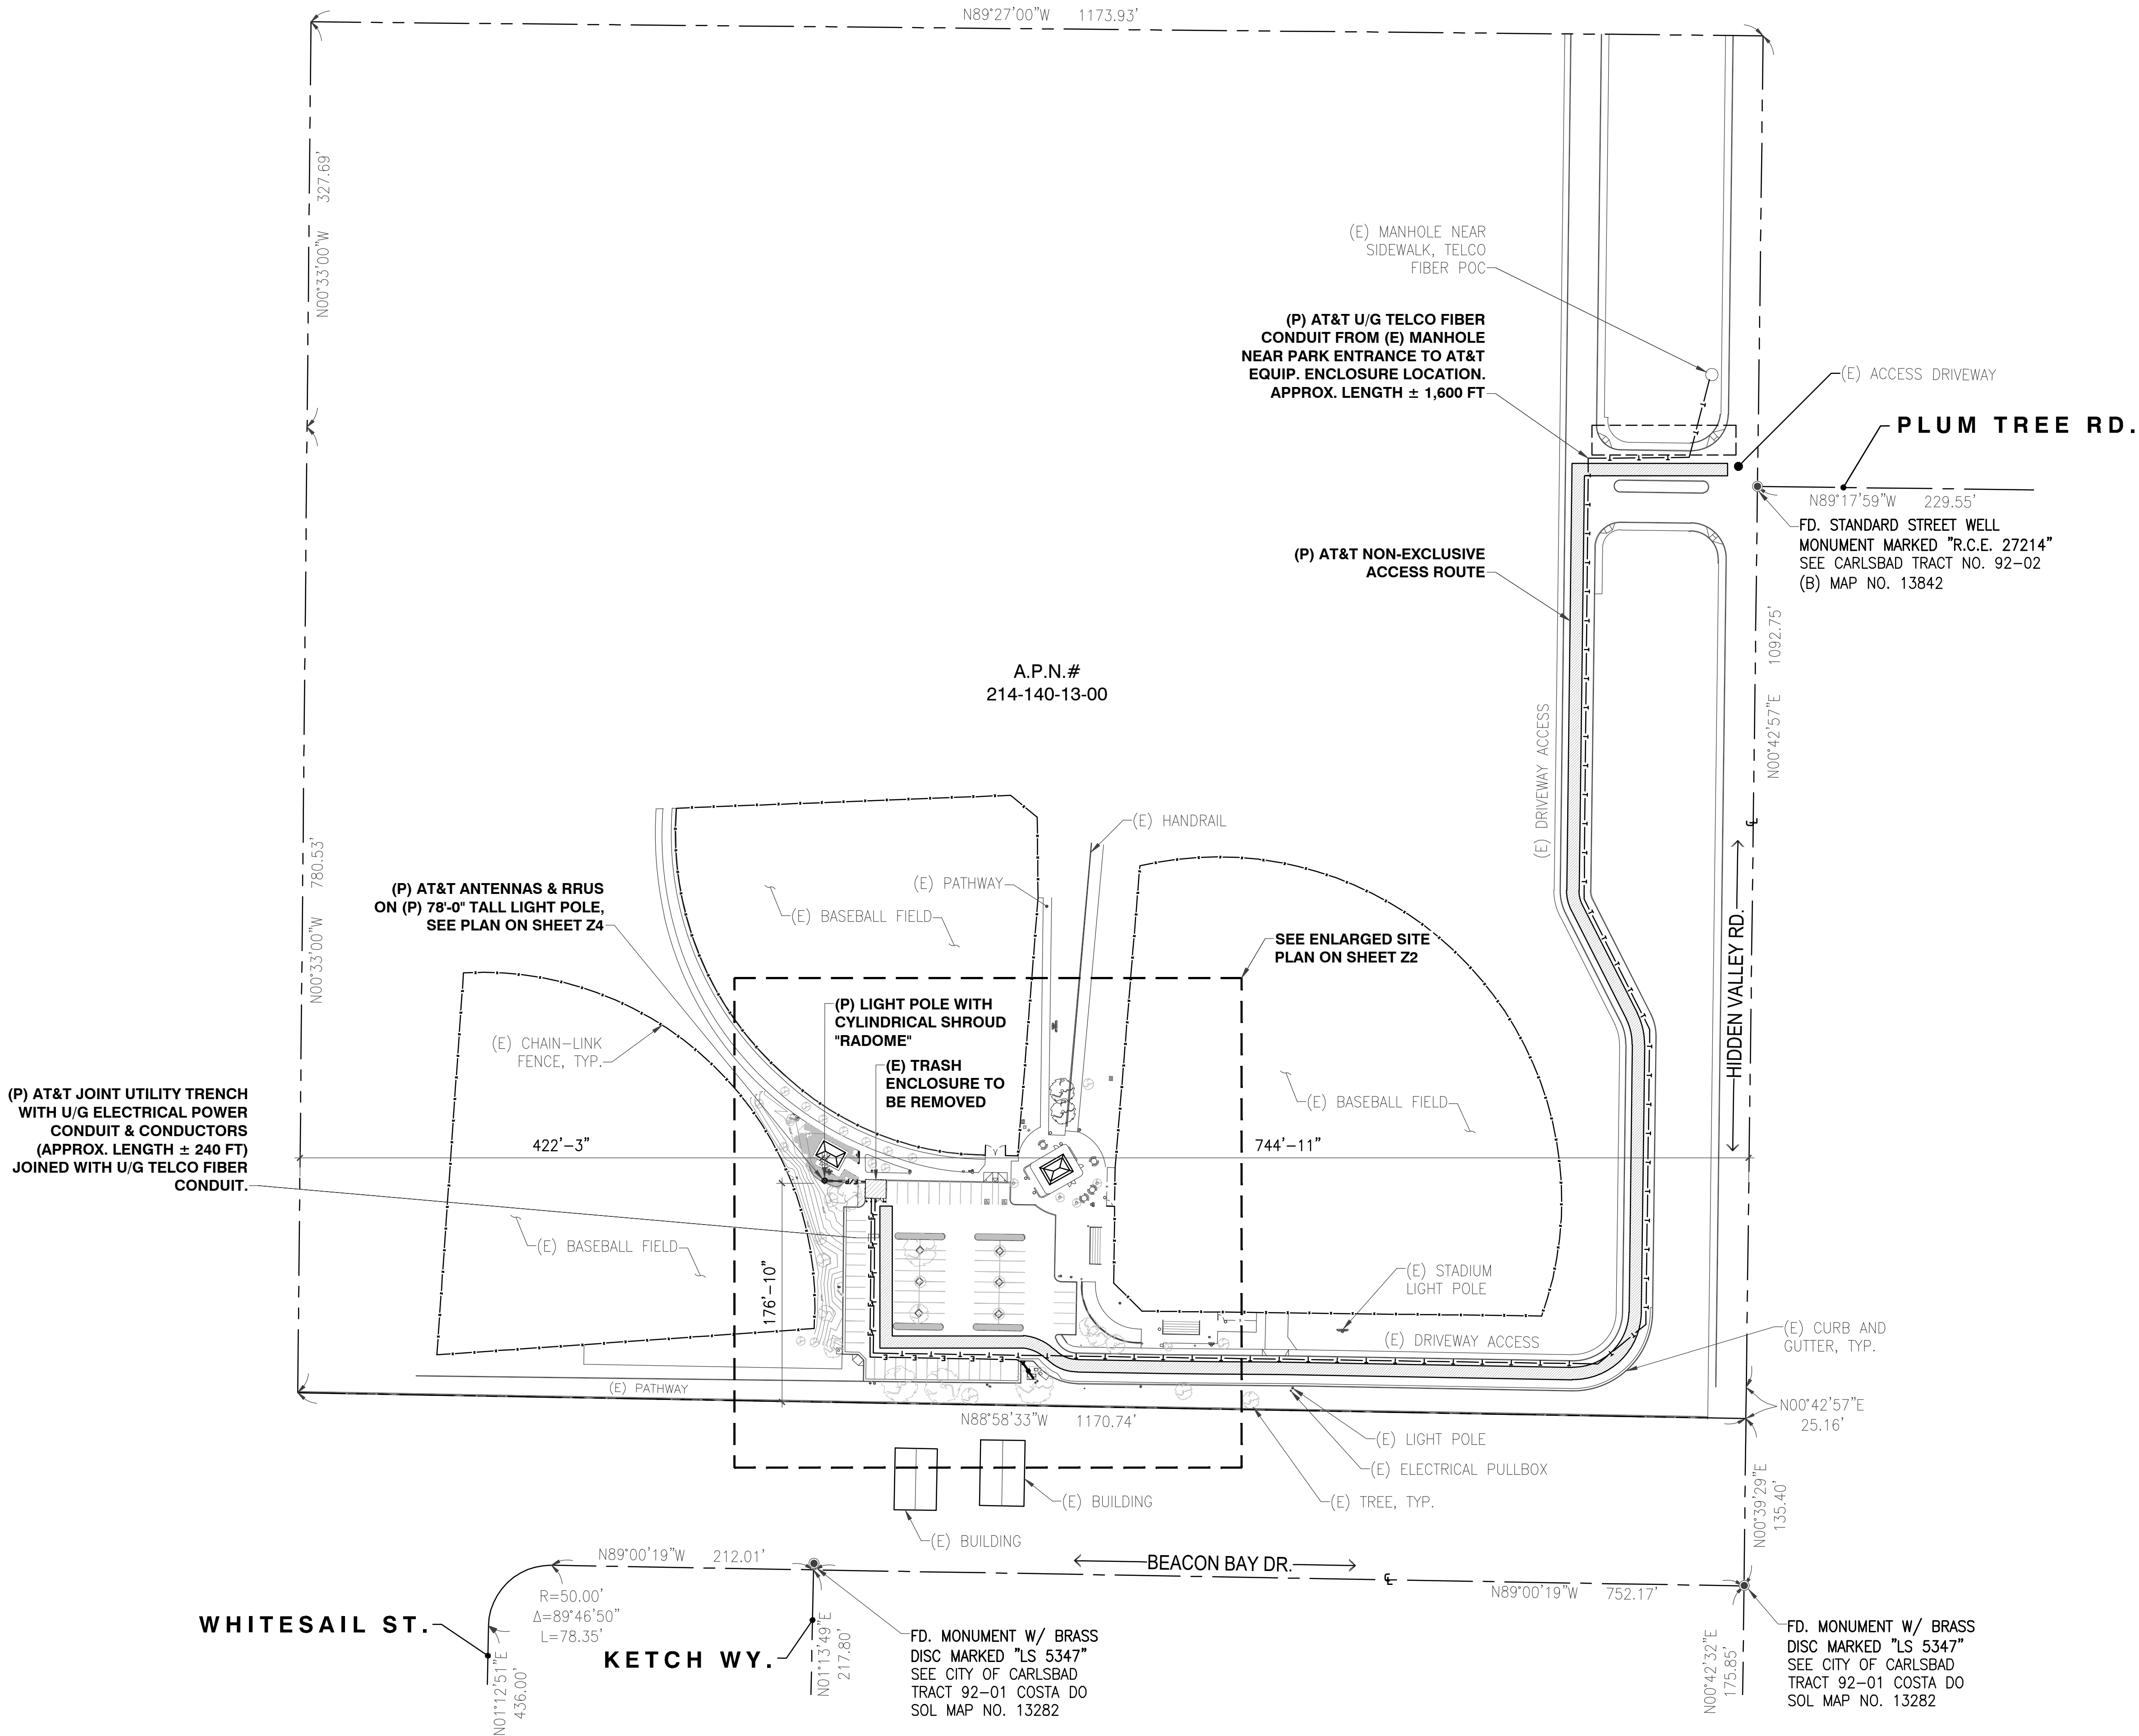 N89°27'00"W 1173.93'
N00°33'00"W 327.69'
(E) MANHOLE NEAR
SIDEWALK, TELCO
FIBER POC
(P) AT&T U/G TELCO FIBER
CONDUIT FROM (E) MANHOLE
NEAR PARK ENTRANCE TO AT&T
EQUIP. ENCLOSURE LOCATION.
APPROX. LENGTH ± 1,600 FT
(E) ACCESS DRIVEWAY
PLUM TREE RD.
N89°17'59"W 229.55'
FD. STANDARD STREET WELL
MONUMENT MARKED "R.C.E. 27214"
SEE CARLSBAD TRACT NO. 92-02
(B) MAP NO. 13842
(P) AT&T NON-EXCLUSIVE
ACCESS ROUTE
N00°42'57"E 1092.75'
A.P.N.#
214-140-13-00
(E) DRIVEWAY ACCESS
N00°33'00"W 780.53'
(E) HANDRAIL
(E) PATHWAY
(E) BASEBALL FIELD
(P) AT&T ANTENNAS & RRUS
ON (P) 78'-0" TALL LIGHT POLE,
SEE PLAN ON SHEET Z4
SEE ENLARGED SITE
PLAN ON SHEET Z2
HIDDEN VALLEY RD.
(P) LIGHT POLE WITH
CYLINDRICAL SHROUD
"RADOME"
(E) CHAIN-LINK
FENCE, TYP.
(E) TRASH
ENCLOSURE TO
BE REMOVED
(P) AT&T JOINT UTILITY TRENCH
WITH U/G ELECTRICAL POWER
CONDUIT & CONDUCTORS
(APPROX. LENGTH ± 240 FT)
JOINED WITH U/G TELCO FIBER
CONDUIT.
(E) BASEBALL FIELD
422'-3"
744'-11"
(E) BASEBALL FIELD
176'-10"
(E) STADIUM
LIGHT POLE
(E) DRIVEWAY ACCESS
(E) CURB AND
GUTTER, TYP.
(E) PATHWAY
N88°58'33"W 1170.74'
N00°42'57"E
25.16'
(E) LIGHT POLE
(E) ELECTRICAL PULLBOX
(E) TREE, TYP.
(E) BUILDING
(E) BUILDING
N00°39'29"E
135.40'
N89°00'19"W 212.01'
BEACON BAY DR.
N89°00'19"W 752.17'
R=50.00'
Δ=89°46'50"
L=78.35'
WHITESAIL ST.
KETCH WY.
N01°12'51"E
436.00'
N01°13'49"E
217.80'
FD. MONUMENT W/ BRASS
DISC MARKED "LS 5347"
SEE CITY OF CARLSBAD
TRACT 92-01 COSTA DO
SOL MAP NO. 13282
N00°42'32"E
175.85'
FD. MONUMENT W/ BRASS
DISC MARKED "LS 5347"
SEE CITY OF CARLSBAD
TRACT 92-01 COSTA DO
SOL MAP NO. 13282